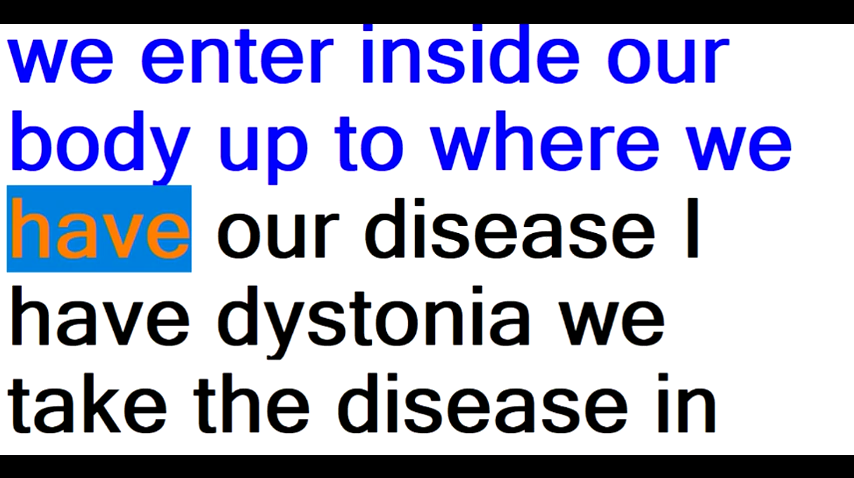 we enter inside our
body up to where we
have our disease I
have dystonia we
take the disease in